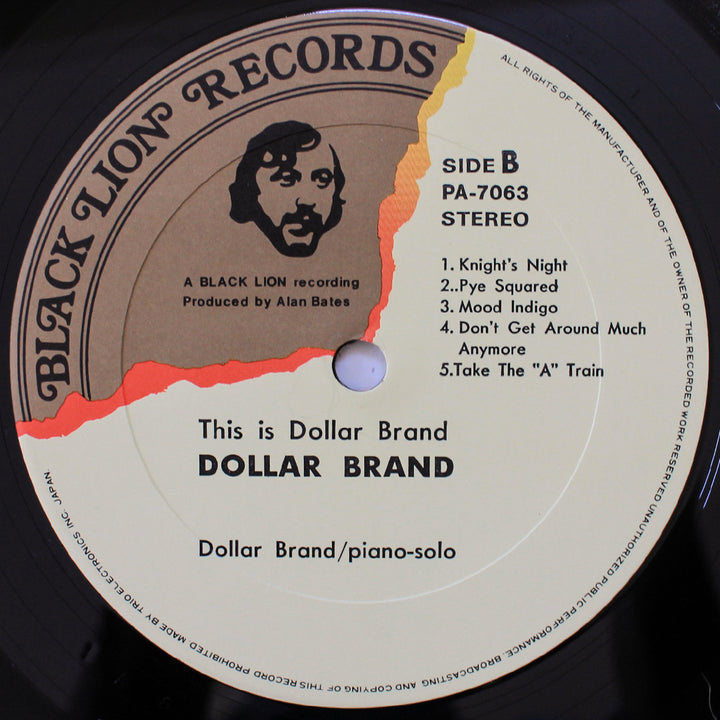 BLACK LION RECORDS
SIDE B
PA-7063
STEREO
A BLACK LION recording
Produced by Alan Bates
1. Knight's Night
2..Pye Squared
3. Mood Indigo
4. Don't Get Around Much
Anymore
5.Take The "A" Train
This is Dollar Brand
DOLLAR BRAND
Dollar Brand/piano-solo
ALL RIGHTS OF THE MANUFACTURER AND OF THE OWNER OF THE RECORDED WORK RESERVED UNAUTHORIZED PUBLIC PERFORMANCE, BROADCASTING AND COPYING OF THIS RECORD PROHIBITED MADE BY TRIO ELECTRONICS INC. JAPAN.